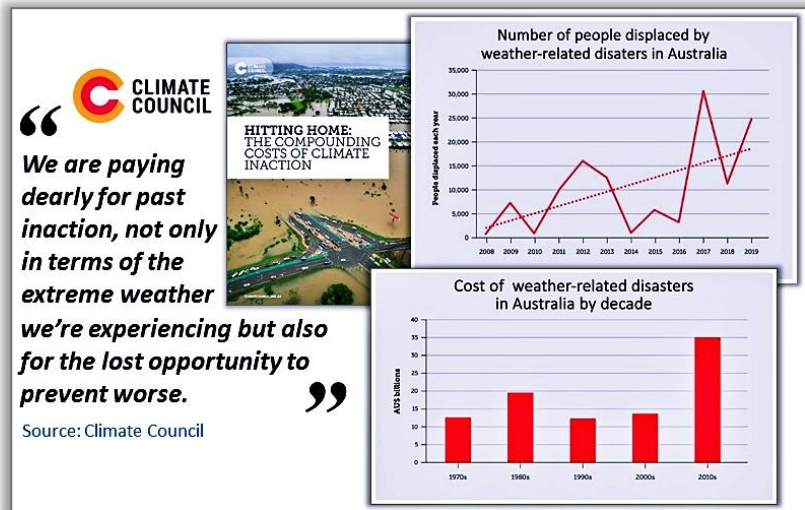 CLIMATE
COUNCIL
“
We are paying
dearly for past
inaction, not only
in terms of the
extreme weather
we’re experiencing but also
for the lost opportunity to
prevent worse.
”
Source: Climate Council
HITTING HOME:
THE COMPOUNDING
COSTS OF CLIMATE
INACTION
Number of people displaced by
weather-related disaters in Australia
People displaced each year
35,000
30,000
25,000
20,000
15,000
10,000
5,000
0
2008 2009 2010 2011 2012 2013 2014 2015 2016 2017 2018 2019
Cost of weather-related disasters
in Australia by decade
AU$ billions
40
35
30
25
20
15
10
5
0
1970s 1980s 1990s 2000s 2010s